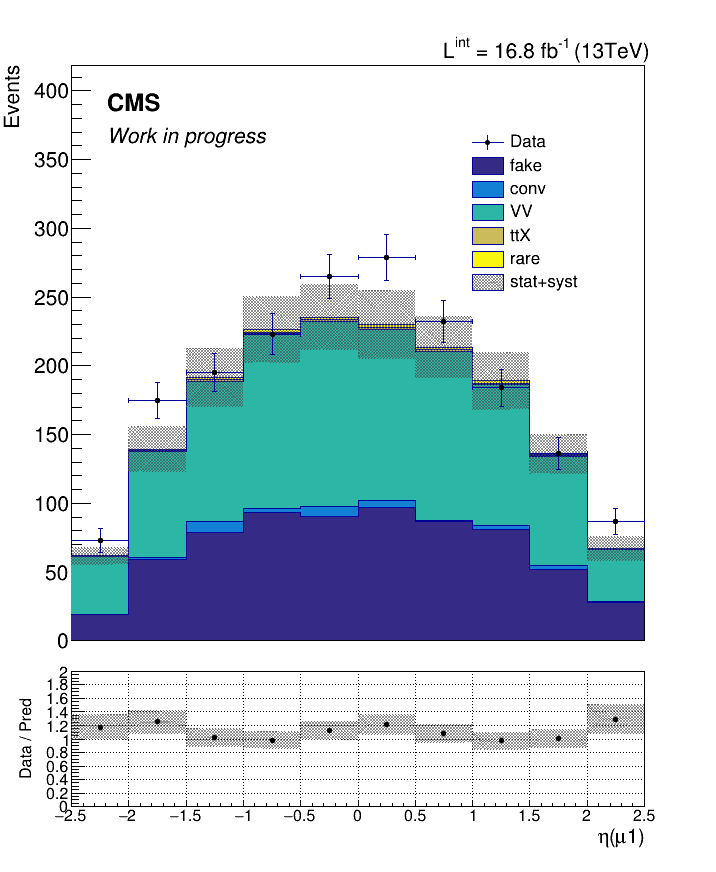 L^int = 16.8 fb^-1 (13TeV)
Events
CMS
Work in progress
Data
fake
conv
VV
ttX
rare
stat+syst
400
350
300
250
200
150
100
50
0
Data / Pred
2
1.8
1.6
1.4
1.2
1
0.8
0.6
0.4
0.2
0
−2.5 −2 −1.5 −1 −0.5 0 0.5 1 1.5 2 2.5
η(μ1)